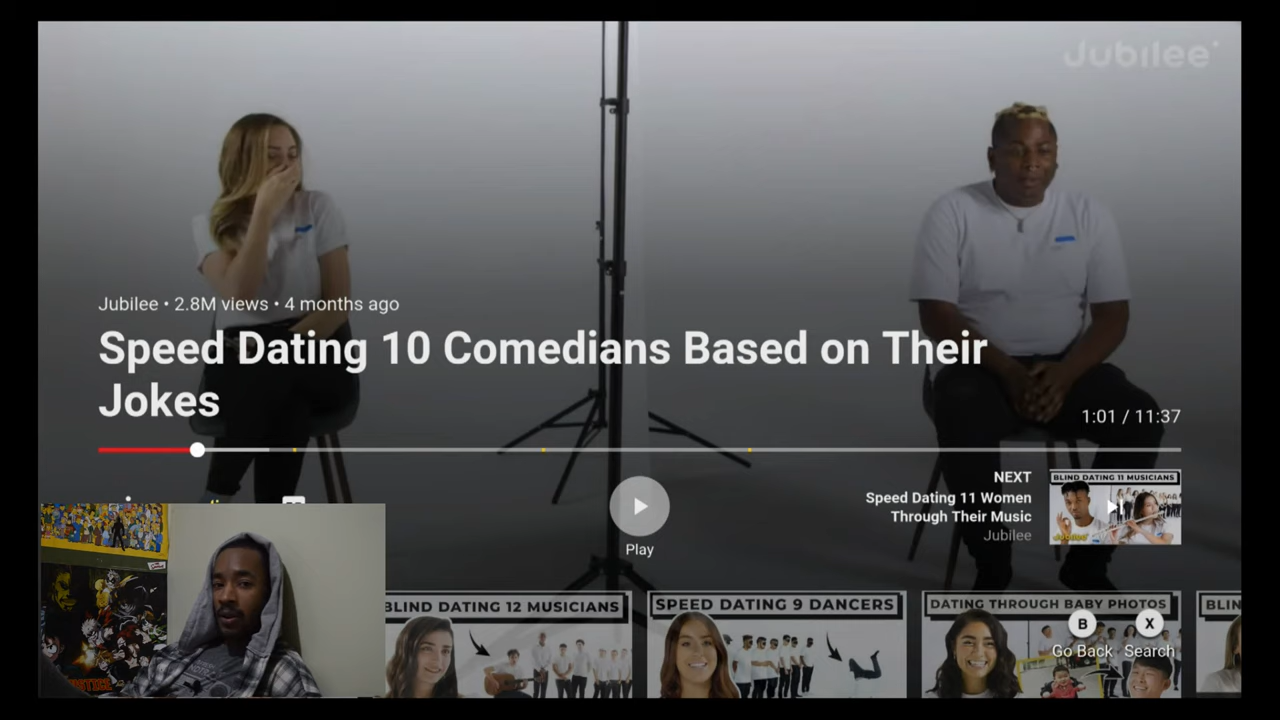 Jubilee
Jubilee • 2.8M views • 4 months ago
Speed Dating 10 Comedians Based on Their
Jokes
1:01 / 11:37
NEXT
Speed Dating 11 Women
Through Their Music
Jubilee
BLIND DATING 11 MUSICIANS
Jubilee
Play
BLIND DATING 12 MUSICIANS
SPEED DATING 9 DANCERS
DATING THROUGH BABY PHOTOS
BLIN
B
X
Go Back
Search